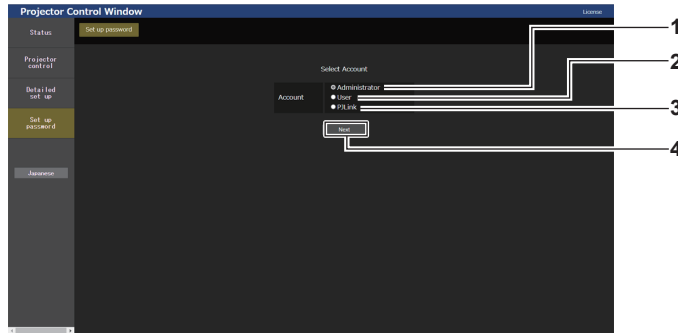 Projector Control Window
License
Status
Set up password
1
Projector
control
2
Select Account
Detailed
set up
Account
Administrator
User
PJLink
3
Set up
password
Next
4
Japanese